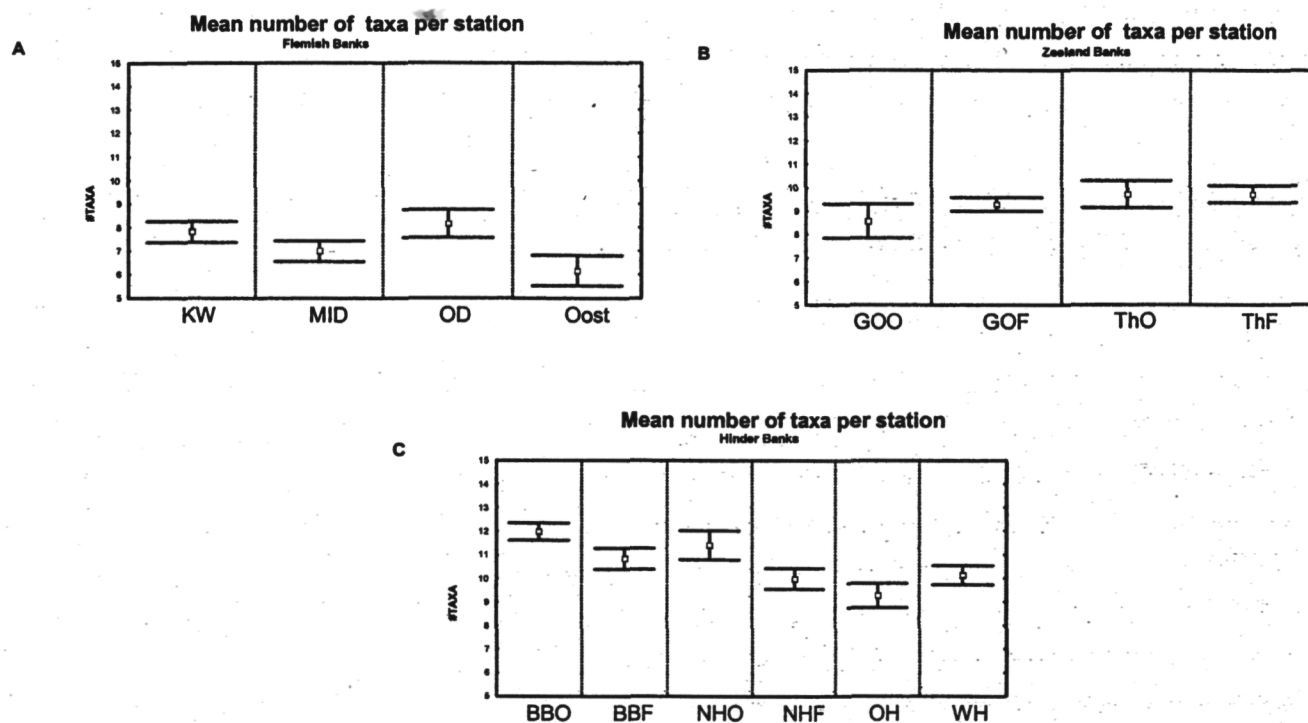 A
Mean number of taxa per station
Flemish Banks
15
14
13
12
11
10
9
8
7
6
5
#TAXA
KW MID OD Oost
B
Mean number of taxa per station
Zeeland Banks
15
14
13
12
11
10
9
8
7
6
5
#TAXA
GOO GOF ThO ThF
C
Mean number of taxa per station
Hinder Banks
15
14
13
12
11
10
9
8
7
6
5
#TAXA
BBO BBF NHO NHF OH WH